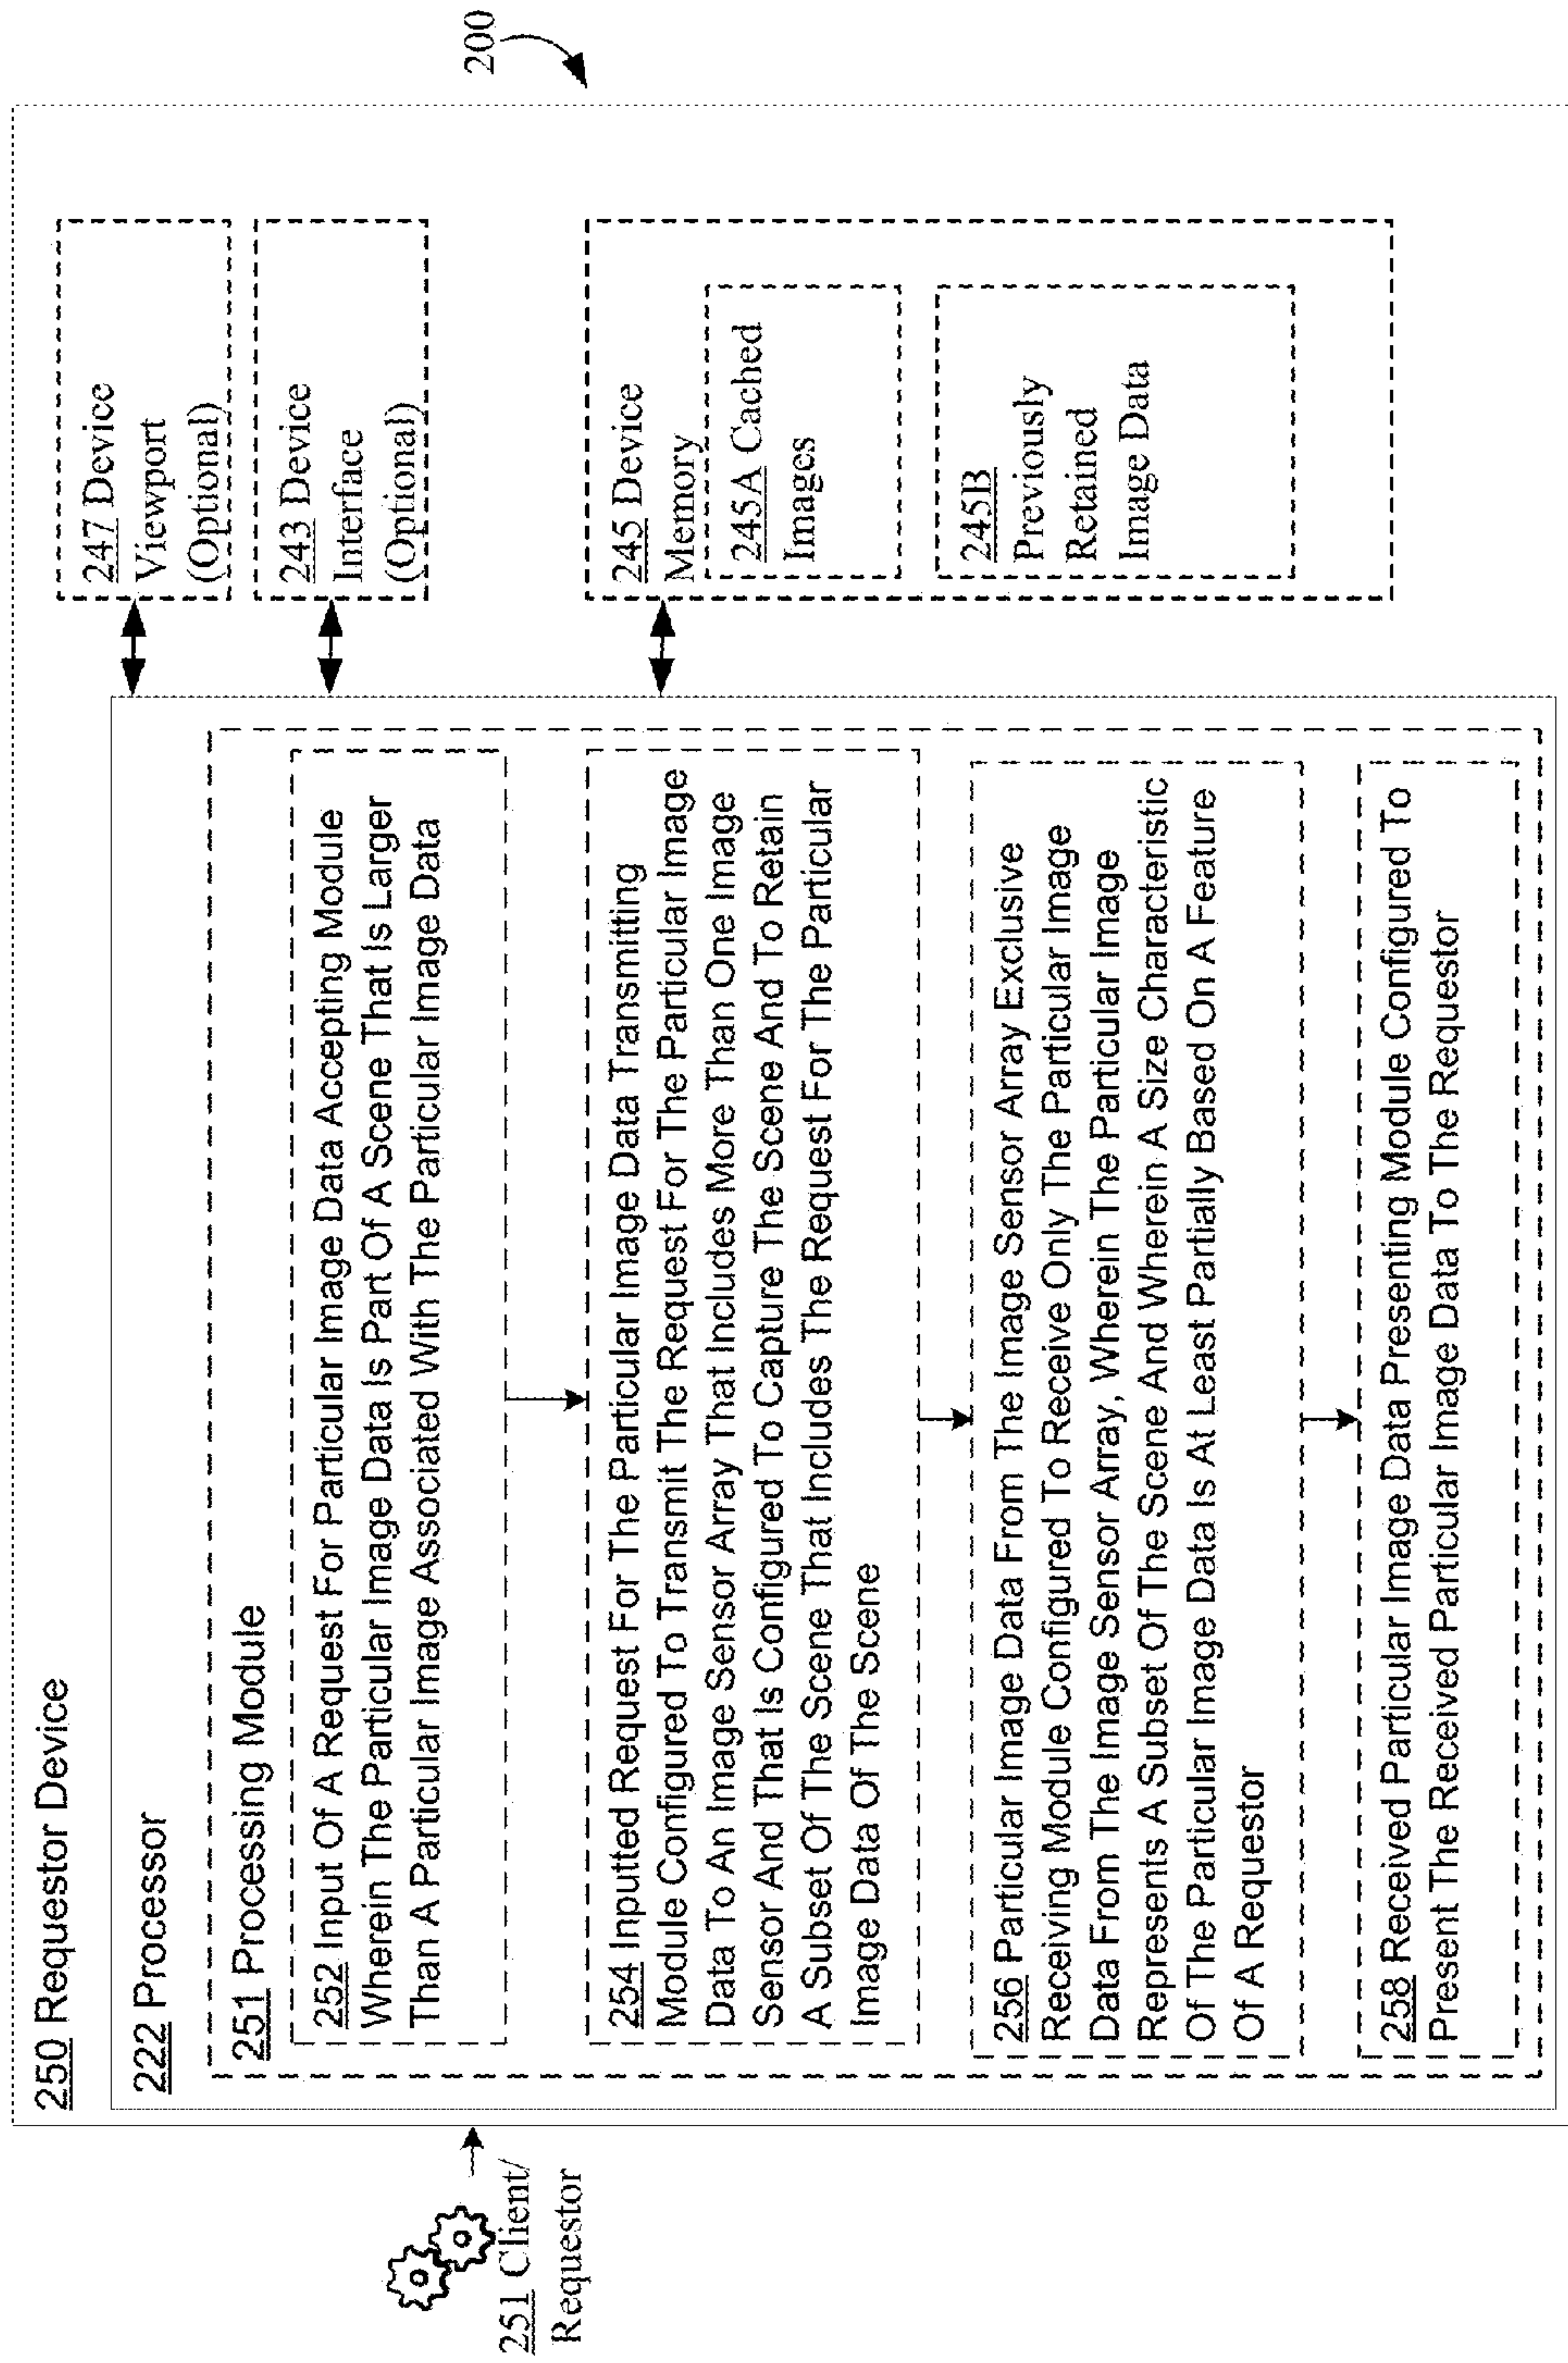 250 Requestor Device
200
222 Processor
251 Processing Module
252 Input Of A Request For Particular Image Data Accepting Module
Wherein The Particular Image Data Is Part Of A Scene That Is Larger
Than A Particular Image Associated With The Particular Image Data
254 Inputted Request For The Particular Image Data Transmitting
Module Configured To Transmit The Request For The Particular Image
Data To An Image Sensor Array That Includes More Than One Image
Sensor And That Is Configured To Capture The Scene And To Retain
A Subset Of The Scene That Includes The Request For The Particular
Image Data Of The Scene
256 Particular Image Data From The Image Sensor Array Exclusive
Receiving Module Configured To Receive Only The Particular Image
Data From The Image Sensor Array, Wherein The Particular Image
Represents A Subset Of The Scene And Wherein A Size Characteristic
Of The Particular Image Data Is At Least Partially Based On A Feature
Of A Requestor
258 Received Particular Image Data Presenting Module Configured To
Present The Received Particular Image Data To The Requestor
247 Device
Viewport
(Optional)
243 Device
Interface
(Optional)
245 Device
Memory
245A Cached
Images
245B
Previously
Retained
Image Data
251 Client/
Requestor